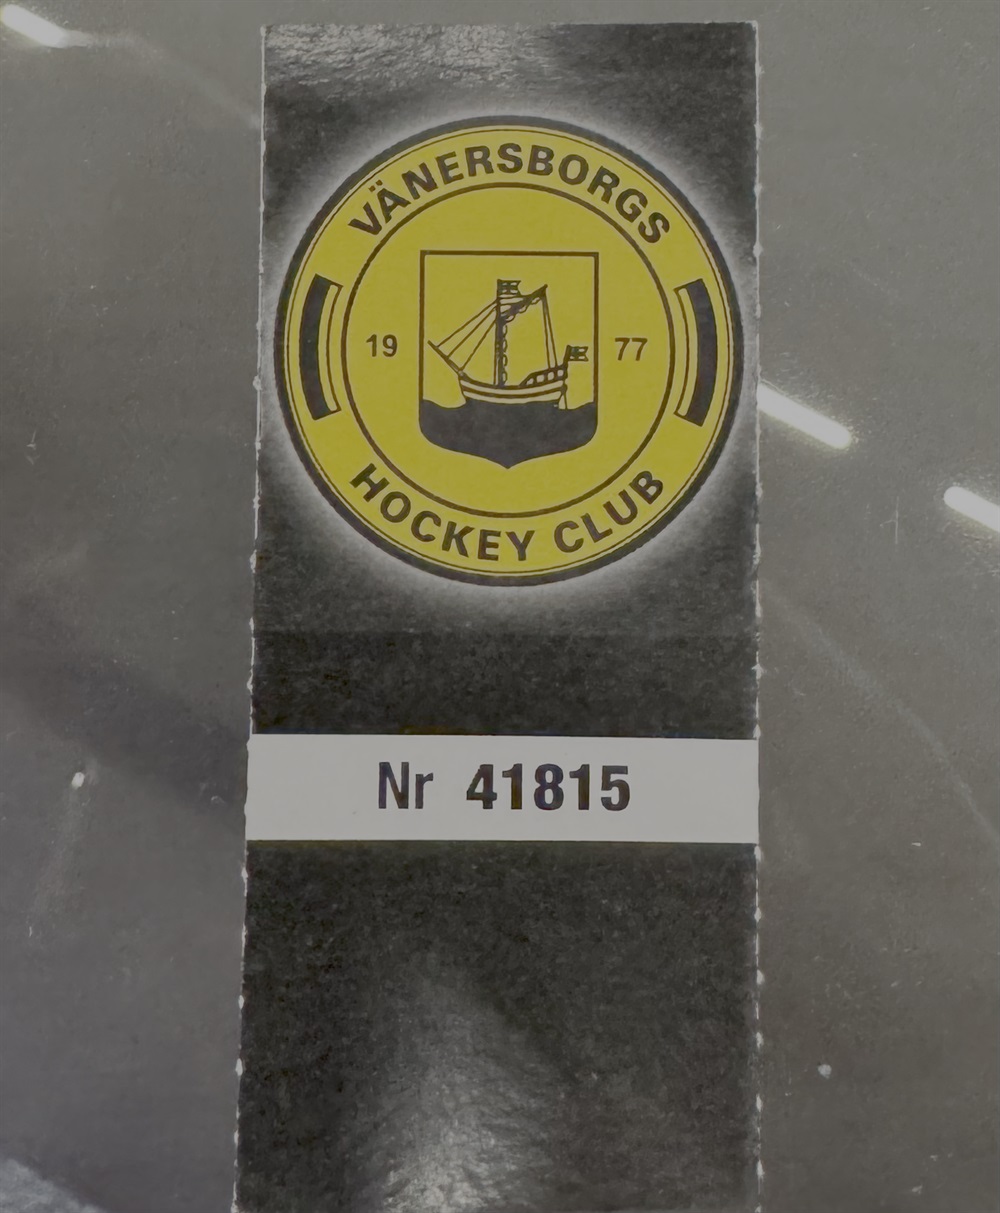 VÄNERSBORGS
19 77
HOCKEY CLUB
Nr 41815